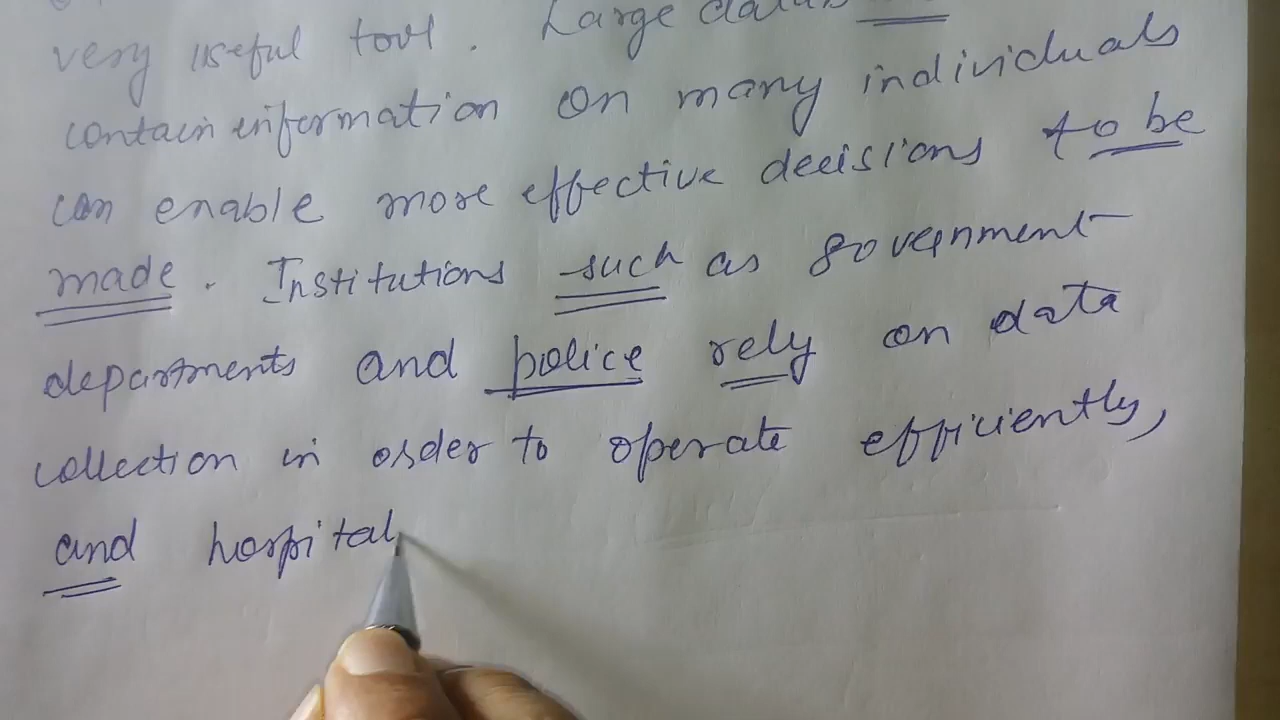 very useful tool. Large
contain information on many individuals
can enable more effective decisions to be
made. Institutions such as government
departments and police rely on data
collection in order to operate efficiently,
and hospital